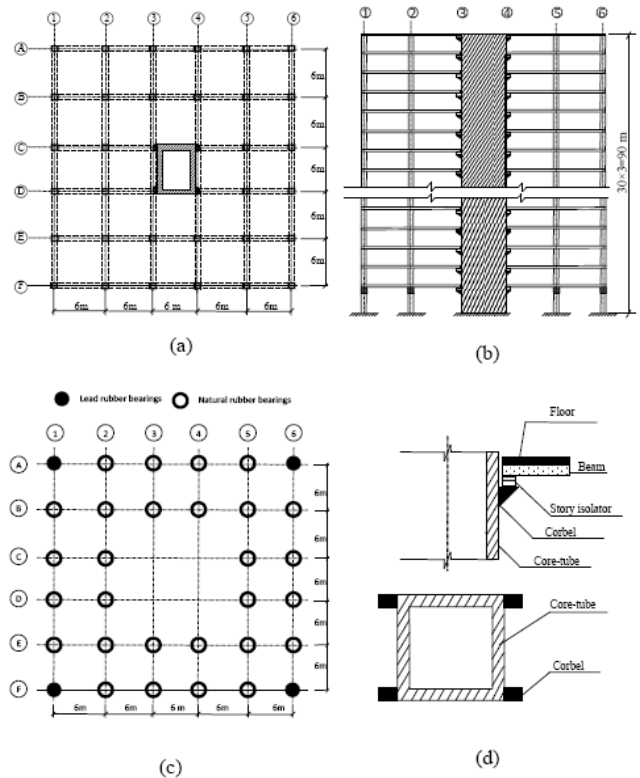 ① ② ③ ④ ⑤ ⑥
Ⓐ
Ⓑ
Ⓒ
Ⓓ
Ⓔ
Ⓕ
6m
6m
6m
6m
6m
6m 6m 6 m 6m 6m
(a)
① ② ③ ④ ⑤ ⑥
30×3=90 m
(b)
Lead rubber bearings Natural rubber bearings
① ② ③ ④ ⑤ ⑥
Ⓐ
Ⓑ
Ⓒ
Ⓓ
Ⓔ
Ⓕ
6m
6m
6m
6m
6m
6m 6m 6 m 6m 6m
(c)
Floor
Beam
Story isolator
Corbel
Core-tube
Core-tube
Corbel
(d)